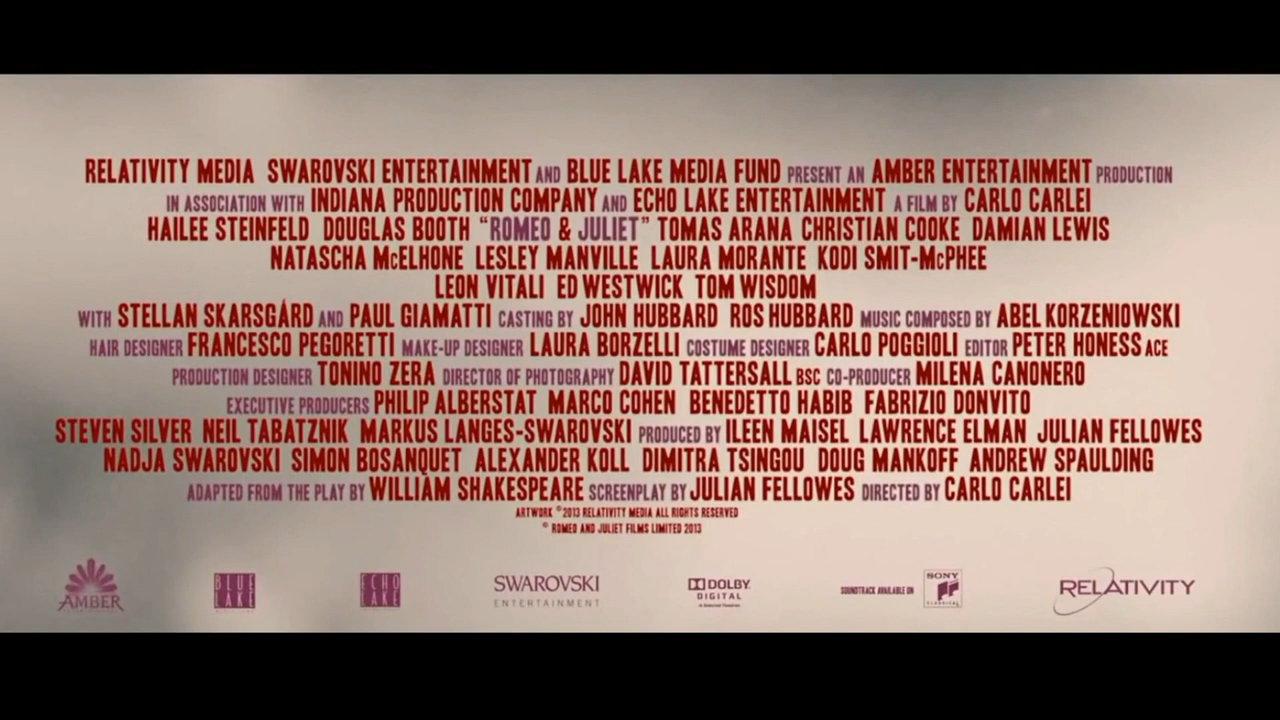 RELATIVITY MEDIA SWAROVSKI ENTERTAINMENT AND BLUE LAKE MEDIA FUND PRESENT AN AMBER ENTERTAINMENT PRODUCTION
IN ASSOCIATION WITH INDIANA PRODUCTION COMPANY AND ECHO LAKE ENTERTAINMENT A FILM BY CARLO CARLEI
HAILEE STEINFELD DOUGLAS BOOTH "ROMEO & JULIET" TOMAS ARANA CHRISTIAN COOKE DAMIAN LEWIS
NATASCHA McELHONE LESLEY MANVILLE LAURA MORANTE KODI SMIT-McPHEE
LEON VITALI ED WESTWICK TOM WISDOM
WITH STELLAN SKARSGÅRD AND PAUL GIAMATTI CASTING BY JOHN HUBBARD ROS HUBBARD MUSIC COMPOSED BY ABEL KORZENIOWSKI
HAIR DESIGNER FRANCESCO PEGORETTI MAKE-UP DESIGNER LAURA BORZELLI COSTUME DESIGNER CARLO POGGIOLI EDITOR PETER HONESS ACE
PRODUCTION DESIGNER TONINO ZERA DIRECTOR OF PHOTOGRAPHY DAVID TATTERSALL BSC CO-PRODUCER MILENA CANONERO
EXECUTIVE PRODUCERS PHILIP ALBERSTAT MARCO COHEN BENEDETTO HABIB FABRIZIO DONVITO
STEVEN SILVER NEIL TABATZNIK MARKUS LANGES-SWAROVSKI PRODUCED BY ILEEN MAISEL LAWRENCE ELMAN JULIAN FELLOWES
NADJA SWAROVSKI SIMON BOSANQUET ALEXANDER KOLL DIMITRA TSINGOU DOUG MANKOFF ANDREW SPAULDING
ADAPTED FROM THE PLAY BY WILLIAM SHAKESPEARE SCREENPLAY BY JULIAN FELLOWES DIRECTED BY CARLO CARLEI
ARTWORK ©2013 RELATIVITY MEDIA ALL RIGHTS RESERVED
© ROMEO AND JULIET FILMS LIMITED 2013
AMBER
BLUE
LAKE
ECHO
LAKE
SWAROVSKI
ENTERTAINMENT
DOLBY
DIGITAL
In Selected Theatres
SOUNDTRACK AVAILABLE ON
SONY
CLASSICAL
RELATIVITY